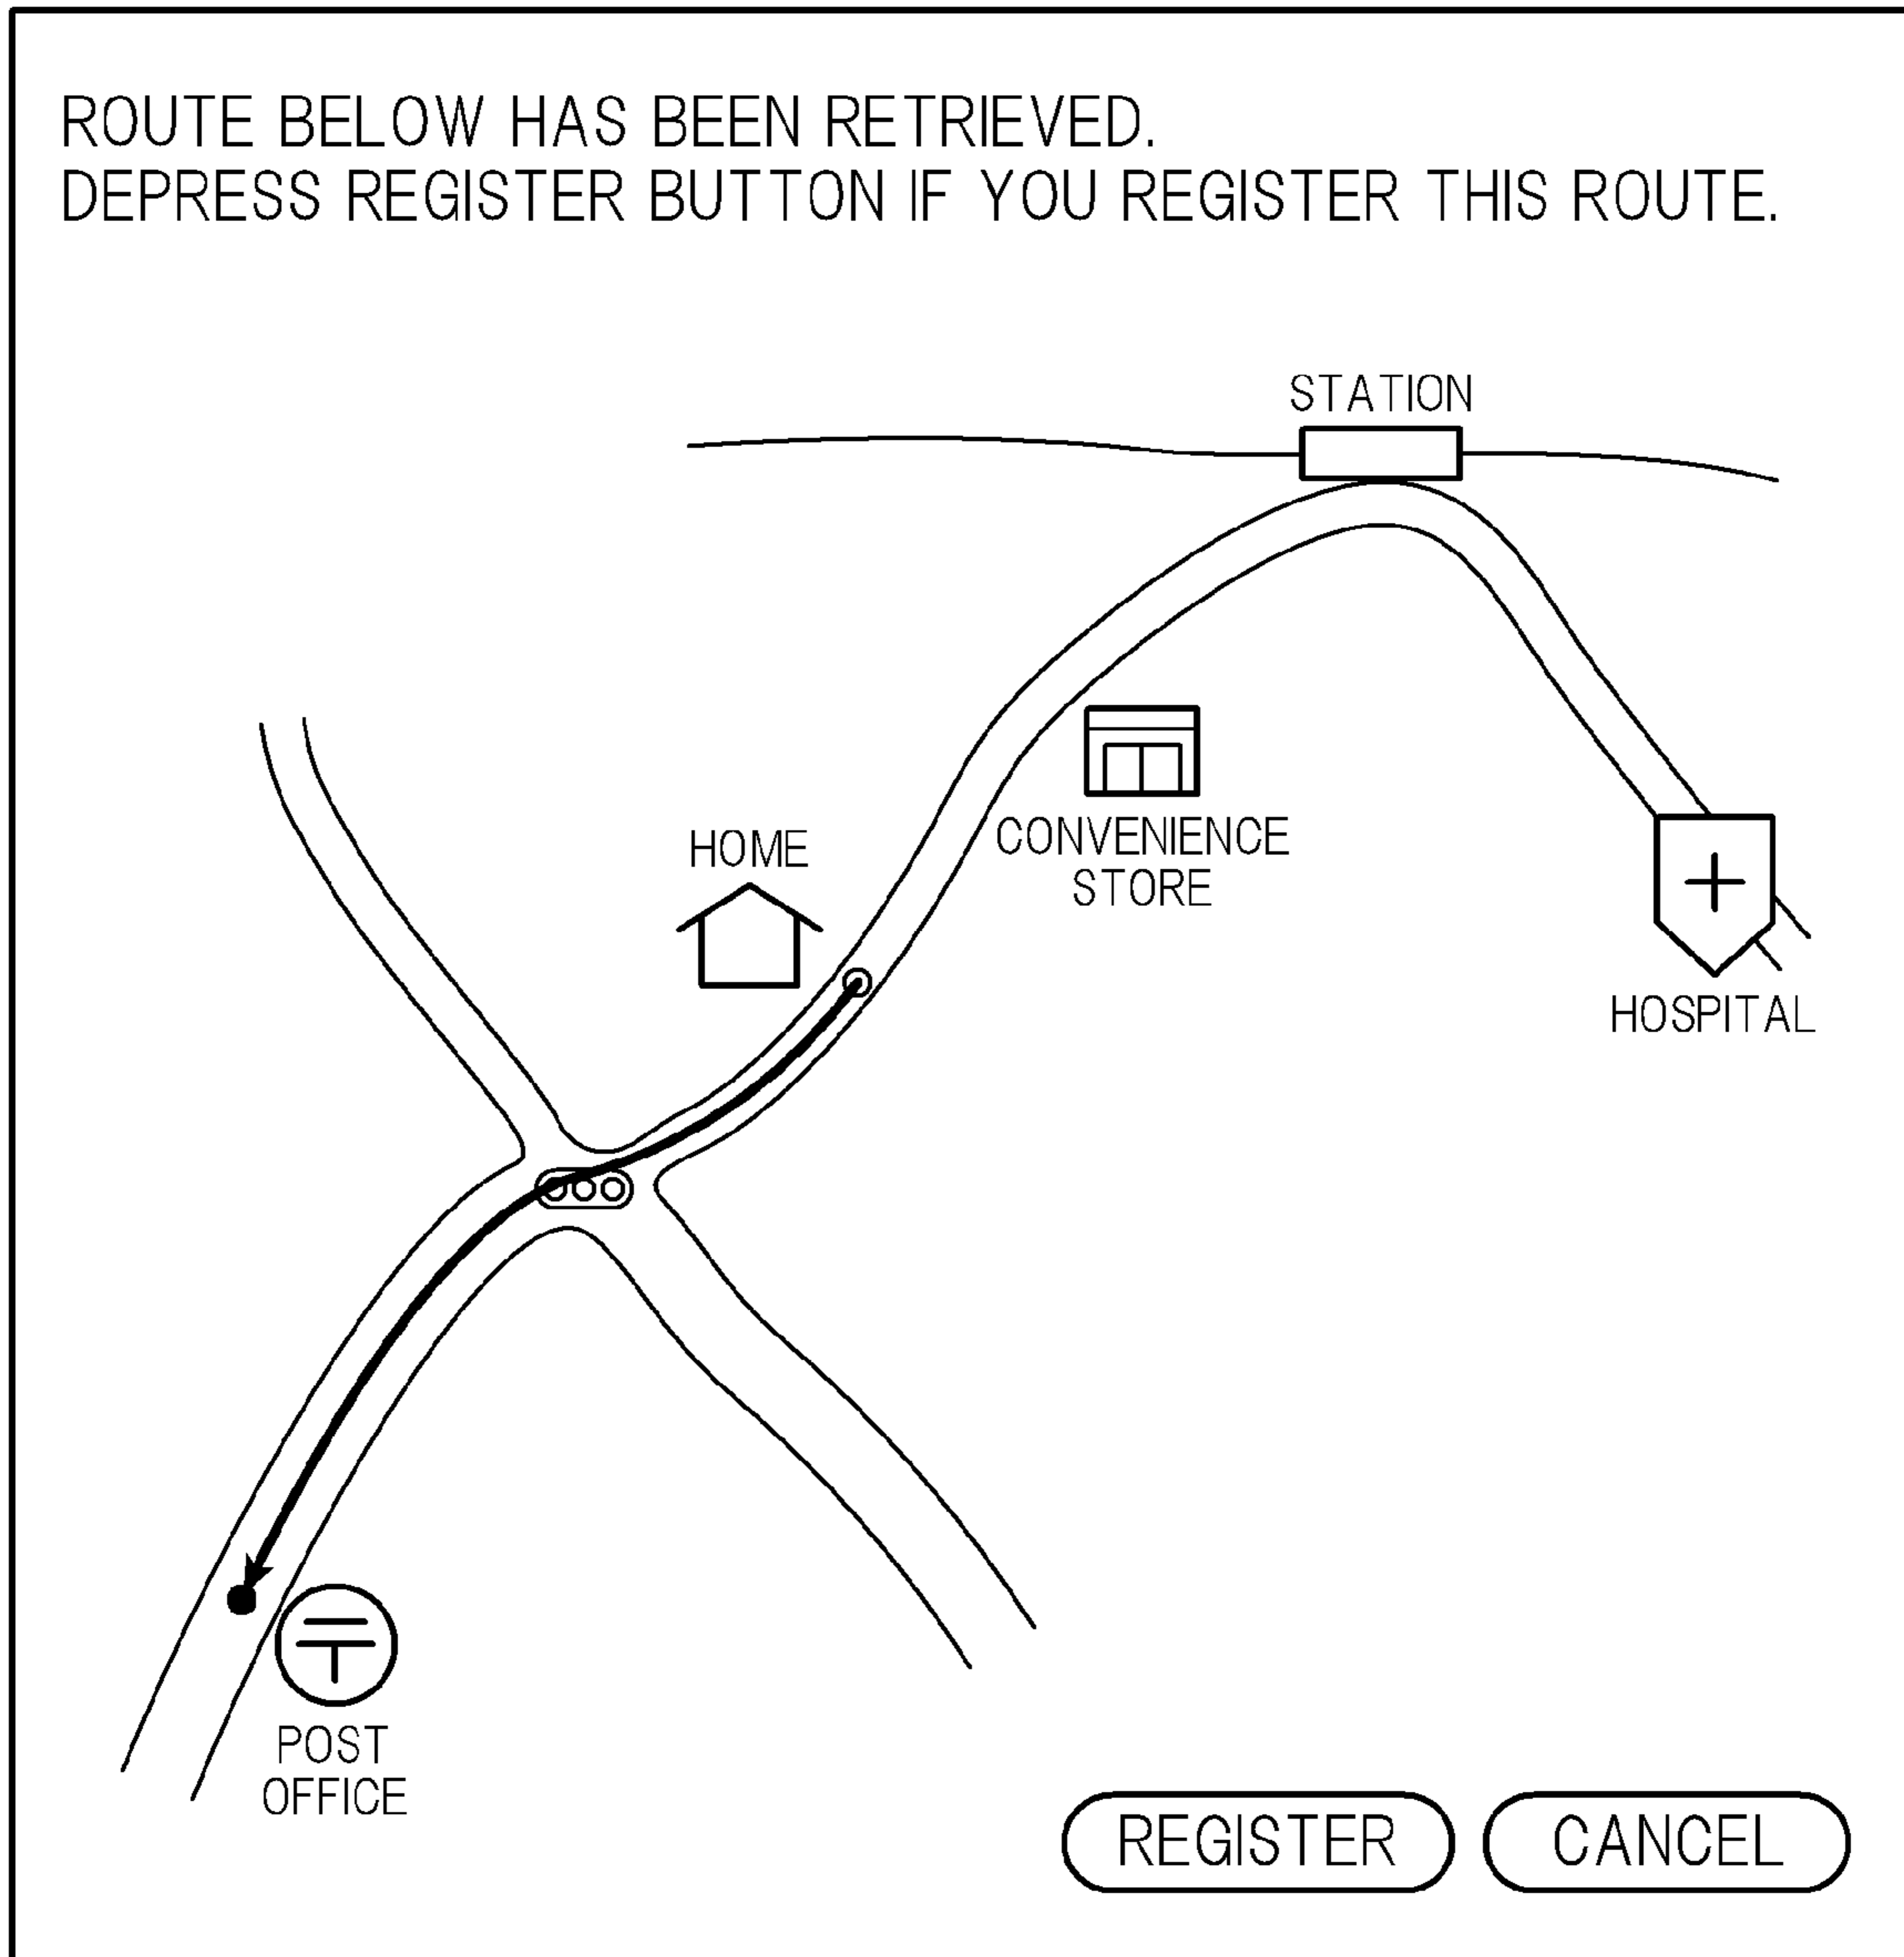 ROUTE BELOW HAS BEEN RETRIEVED.
DEPRESS REGISTER BUTTON IF YOU REGISTER THIS ROUTE.
STATION
CONVENIENCE
STORE
HOME
HOSPITAL
POST
OFFICE
REGISTER
CANCEL